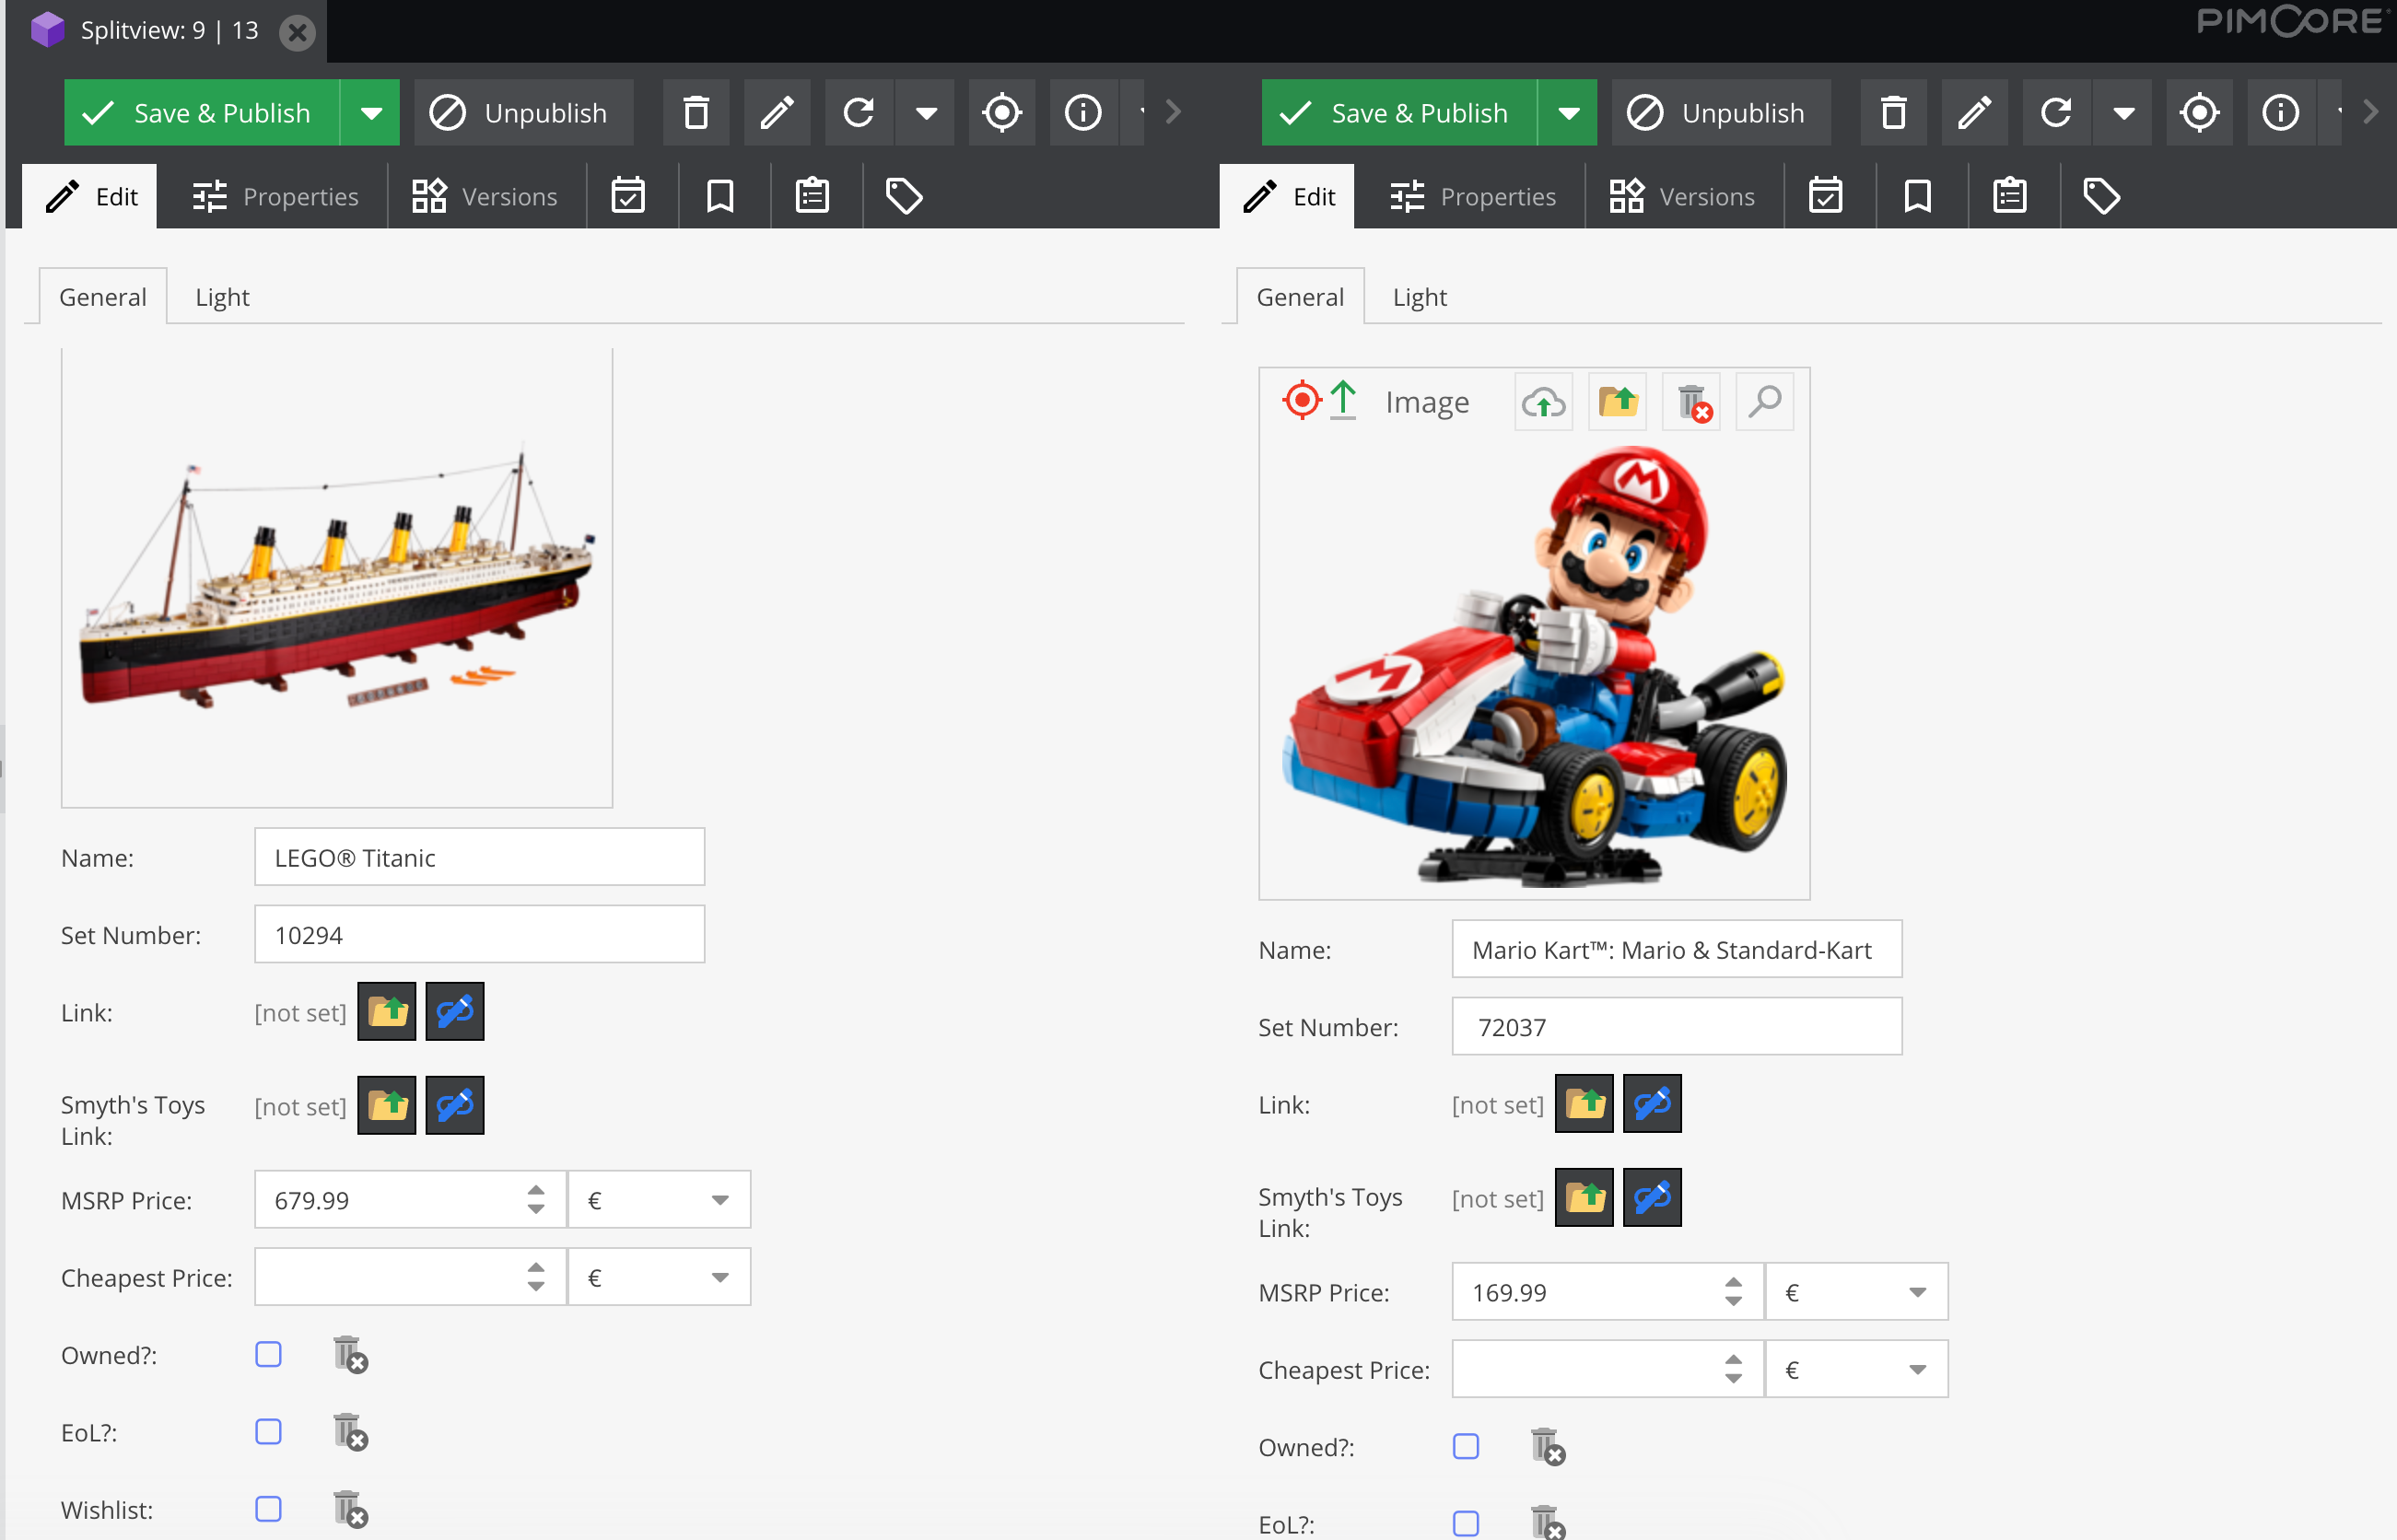 Splitview: 9 | 13
PIMCORE
Save & Publish
Unpublish
Edit
Properties
Versions
General
Light
Name:
LEGO® Titanic
Set Number:
10294
Link:
[not set]
Smyth's Toys
Link:
[not set]
MSRP Price:
679.99
€
Cheapest Price:
€
Owned?:
EoL?:
Wishlist:
Save & Publish
Unpublish
Edit
Properties
Versions
General
Light
Image
M
M
Name:
Mario Kart™: Mario & Standard-Kart
Set Number:
72037
Link:
[not set]
Smyth's Toys
Link:
[not set]
MSRP Price:
169.99
€
Cheapest Price:
€
Owned?:
EoL?: